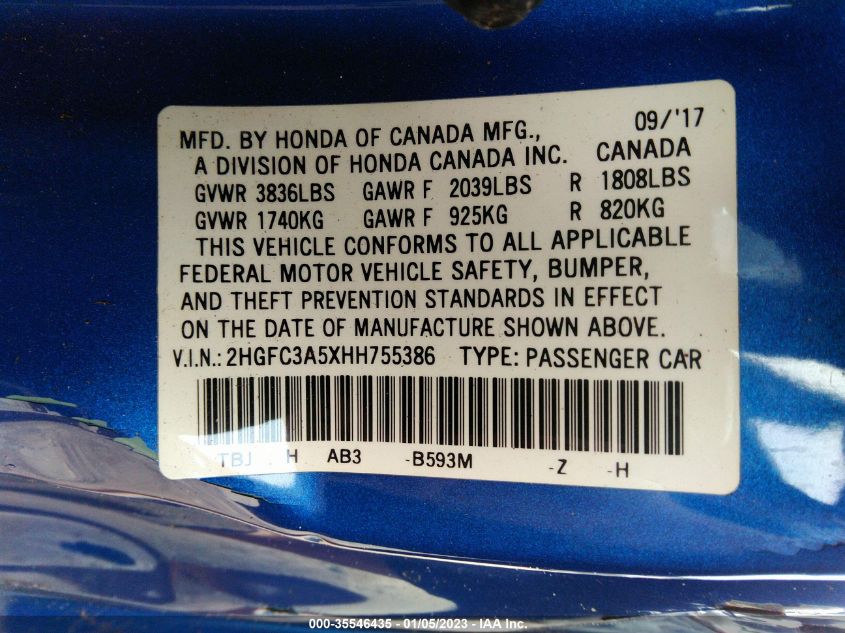 09/'17
MFD. BY HONDA OF CANADA MFG.,
A DIVISION OF HONDA CANADA INC. CANADA
GVWR 3836LBS GAWR F 2039LBS R 1808LBS
GVWR 1740KG GAWR F 925KG R 820KG
THIS VEHICLE CONFORMS TO ALL APPLICABLE
FEDERAL MOTOR VEHICLE SAFETY, BUMPER,
AND THEFT PREVENTION STANDARDS IN EFFECT
ON THE DATE OF MANUFACTURE SHOWN ABOVE.
V.I.N.: 2HGFC3A5XHH755386 TYPE: PASSENGER CAR
TBJ H AB3 -B593M -Z -H
000-35546435 - 01/05/2023 - IAA Inc.